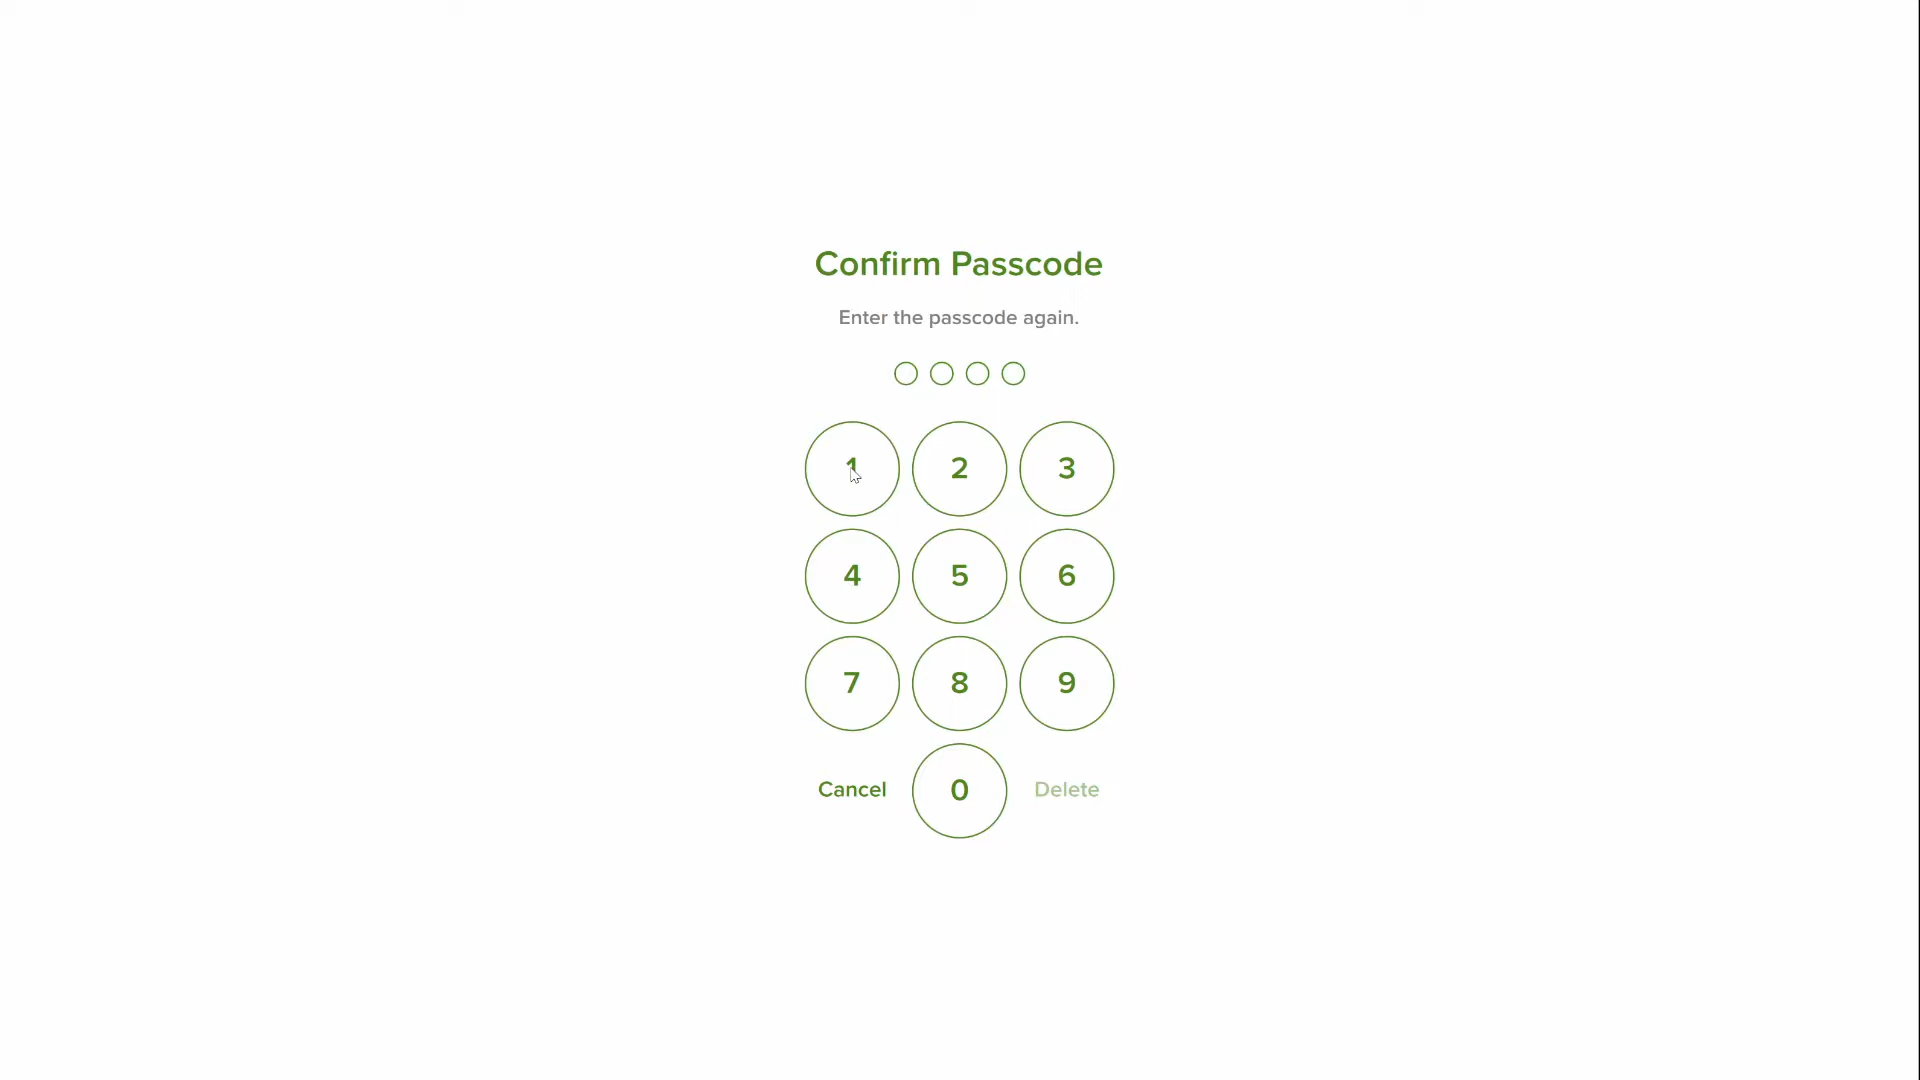 Confirm Passcode
Enter the passcode again.
1 2 3
4 5 6
7 8 9
Cancel 0 Delete